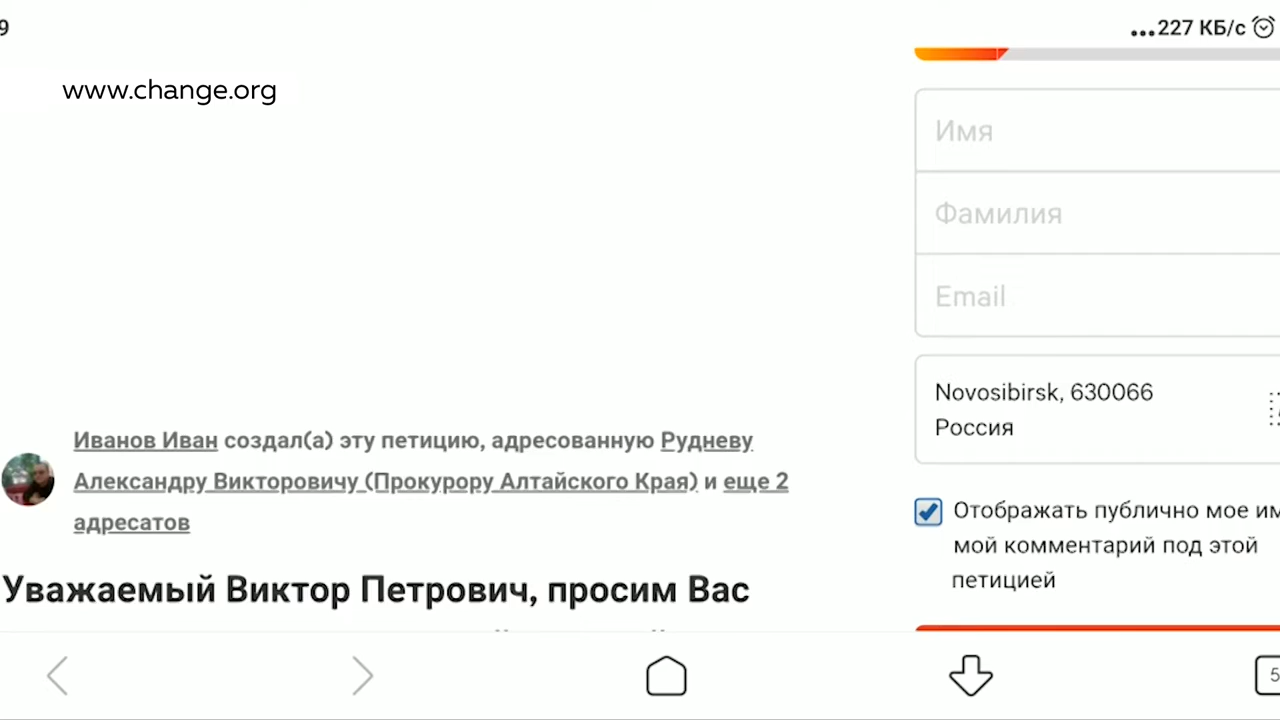 9
...227 КБ/с
www.change.org
Имя
Фамилия
Email
Novosibirsk, 630066
Россия
Отображать публично мое им
мой комментарий под этой
петицией
Иванов Иван создал(а) эту петицию, адресованную Рудневу
Александру Викторовичу (Прокурору Алтайского Края) и еще 2
адресатов
Уважаемый Виктор Петрович, просим Вас
5